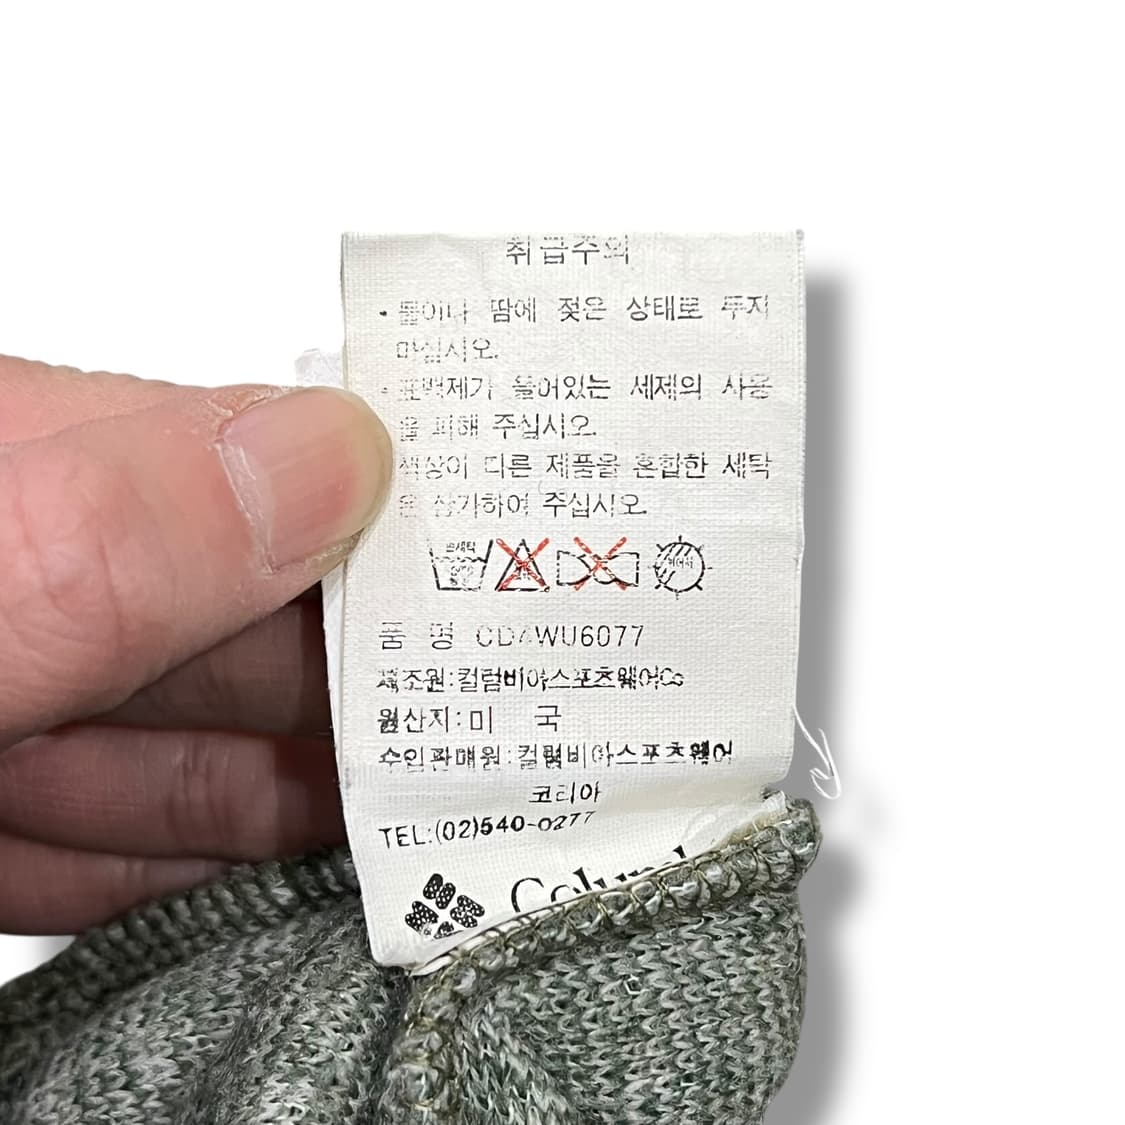 취급주의
· 물이나 땀에 젖은 상태로 두지
마십시오.
· 표백제가 들어있는 세제의 사용
을 피해 주십시오.
색상이 다른 제품을 혼합한 세탁
은 삼가하여 주십시오.
손세탁
품 명 CD4WU6077
제조원:컬럼비아스포츠웨어Co
원산지:미 국
수입판매원:컬럼비아스포츠웨어
코리아
TEL:(02)540-0277